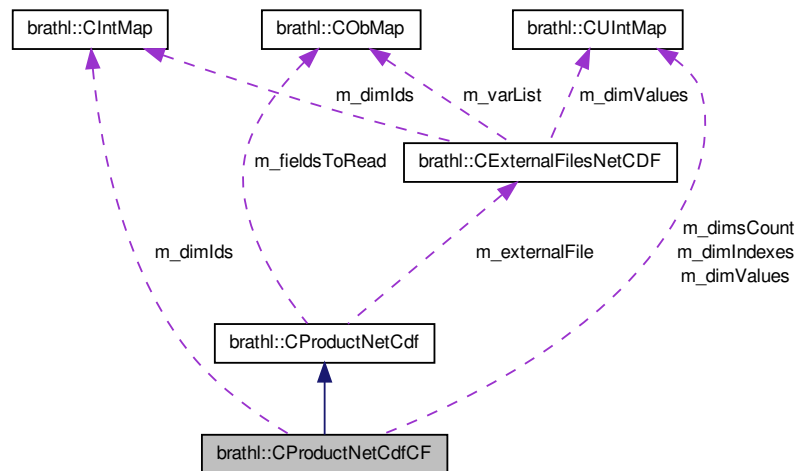 brathl::CIntMap
brathl::CObMap
brathl::CUIntMap
m_dimIds
m_varList
m_dimValues
m_fieldsToRead
brathl::CExternalFilesNetCDF
m_dimIds
m_externalFile
m_dimsCount
m_dimIndexes
m_dimValues
brathl::CProductNetCdf
brathl::CProductNetCdfCF